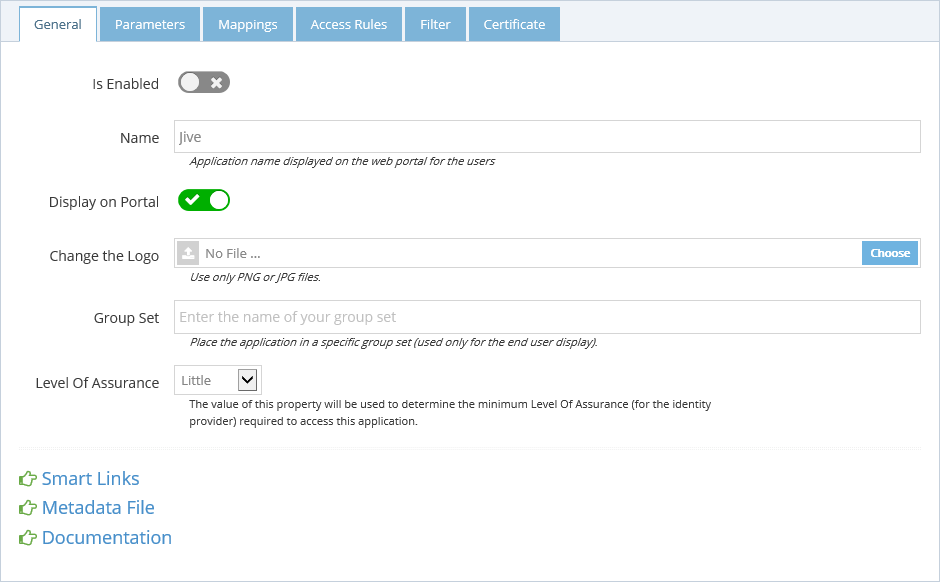 General
Parameters
Mappings
Access Rules
Filter
Certificate
Is Enabled
Name
Jive
Application name displayed on the web portal for the users
Display on Portal
Change the Logo
No File ...
Choose
Use only PNG or JPG files.
Group Set
Enter the name of your group set
Place the application in a specific group set (used only for the end user display).
Level Of Assurance
Little
The value of this property will be used to determine the minimum Level Of Assurance (for the identity
provider) required to access this application.
Smart Links
Metadata File
Documentation